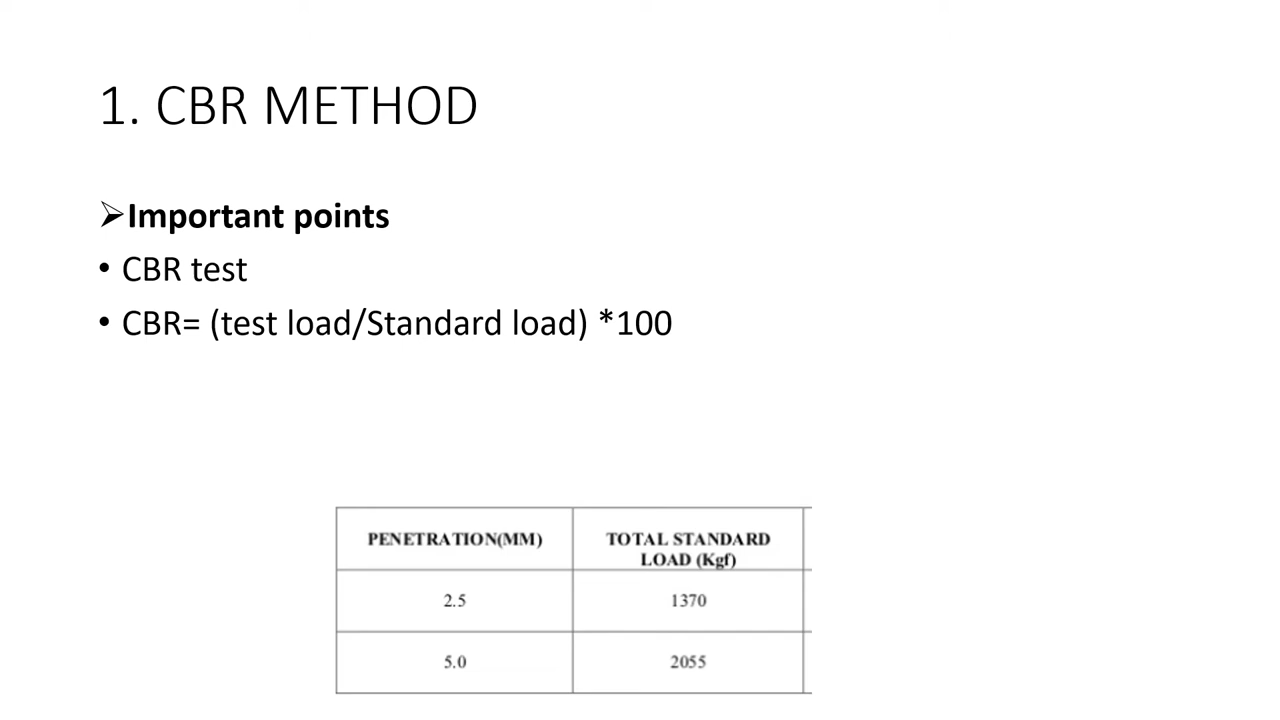 1. CBR METHOD
➢Important points
• CBR test
• CBR= (test load/Standard load) *100
PENETRATION(MM) TOTAL STANDARD
LOAD (Kgf)
2.5 1370
5.0 2055